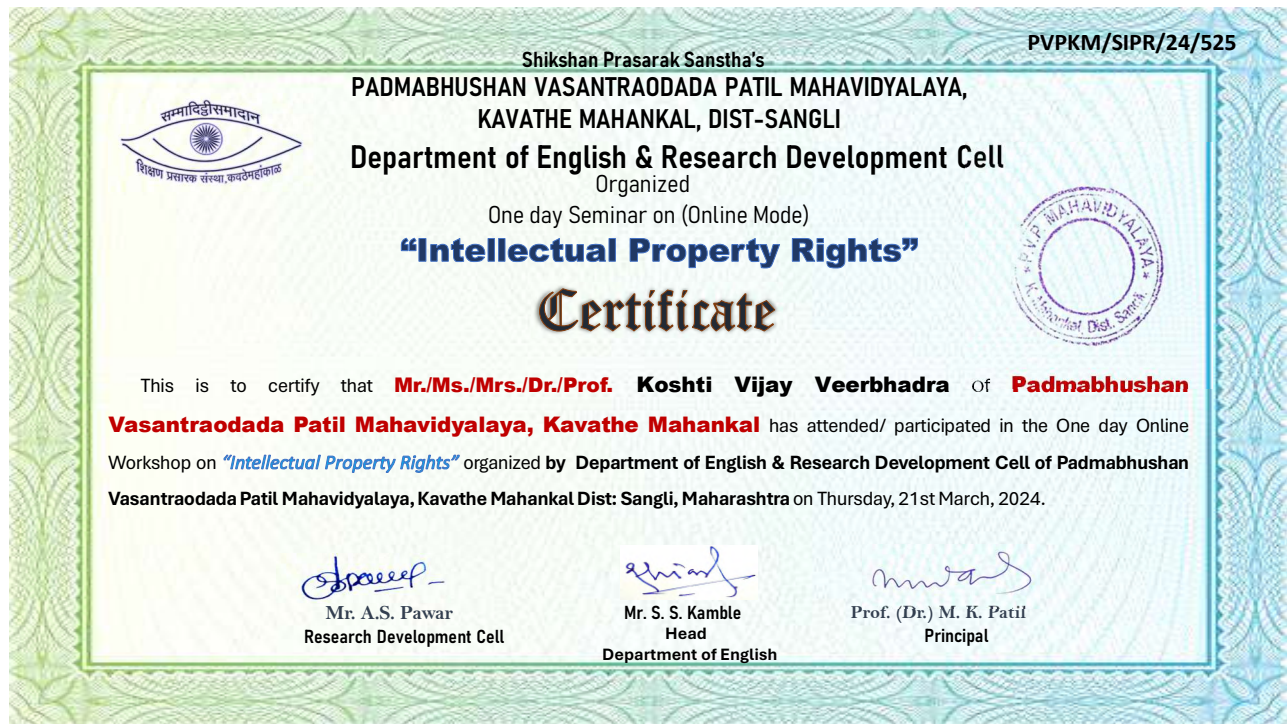 PVPKM/SIPR/24/525
Shikshan Prasarak Sanstha's
PADMABHUSHAN VASANTRAODADA PATIL MAHAVIDYALAYA,
KAVATHE MAHANKAL, DIST-SANGLI
Department of English & Research Development Cell
Organized
One day Seminar on (Online Mode)
“Intellectual Property Rights”
Certificate
सम्मादिट्ठीसमादान
शिक्षण प्रसारक संस्था,कवठेमहांकाळ
* P.V.P. MAHAVIDYALAYA *
K. Mahankal, Dist. Sangli.
This is to certify that Mr./Ms./Mrs./Dr./Prof. Koshti Vijay Veerbhadra of Padmabhushan
Vasantraodada Patil Mahavidyalaya, Kavathe Mahankal has attended/ participated in the One day Online
Workshop on “Intellectual Property Rights” organized by Department of English & Research Development Cell of Padmabhushan
Vasantraodada Patil Mahavidyalaya, Kavathe Mahankal Dist: Sangli, Maharashtra on Thursday, 21st March, 2024.
Mr. A.S. Pawar
Research Development Cell
Mr. S. S. Kamble
Head
Department of English
Prof. (Dr.) M. K. Patil
Principal